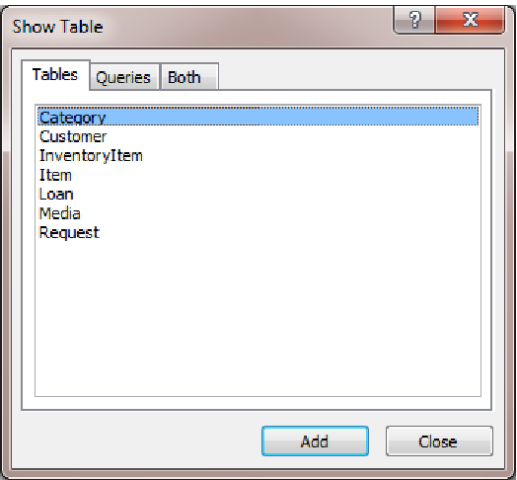 Show Table
Tables Queries Both
Category
Customer
InventoryItem
Item
Loan
Media
Request
Add Close